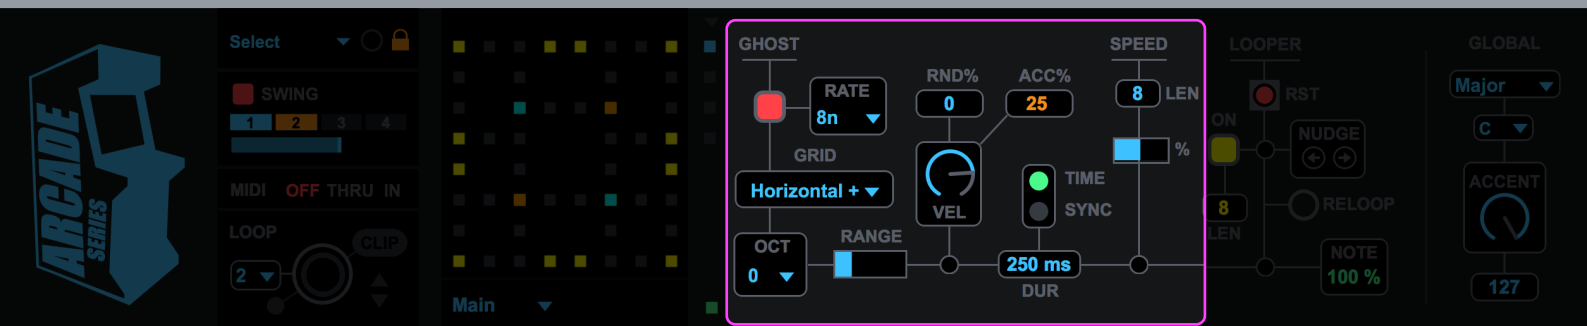 ARCADE
SERIES
Select
SWING
1 2 3 4
MIDI OFF THRU IN
LOOP
CLIP
2
Main
GHOST
RATE
8n
GRID
Horizontal +
OCT
0
RANGE
RND%
0
ACC%
25
VEL
TIME
SYNC
250 ms
DUR
SPEED
8 LEN
%
LOOPER
RST
ON
NUDGE
8
LEN
RELOOP
NOTE
100 %
GLOBAL
Major
C
ACCENT
127